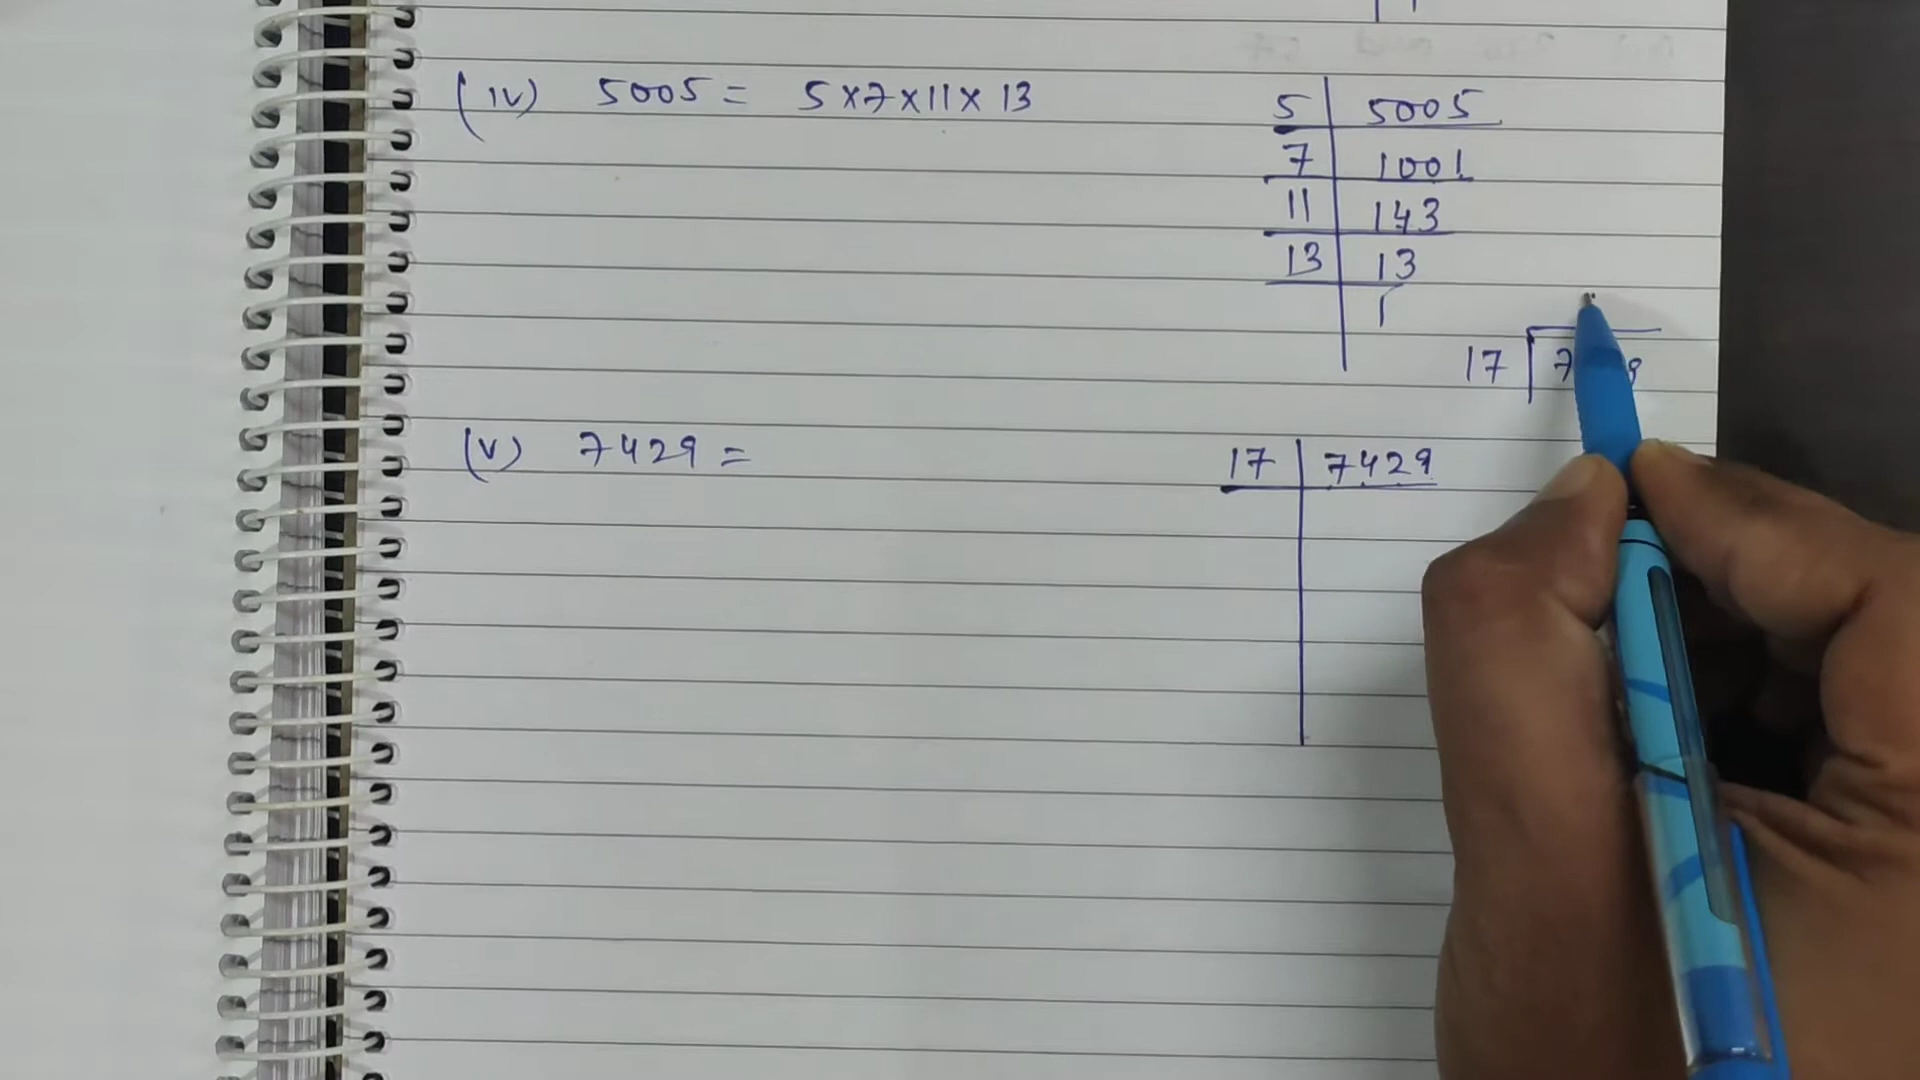 (iv) 5005 = 5×7×11×13
5 | 5005
7 | 1001
11 | 143
13 | 13
1
17
(v) 7429 =
17 | 7429